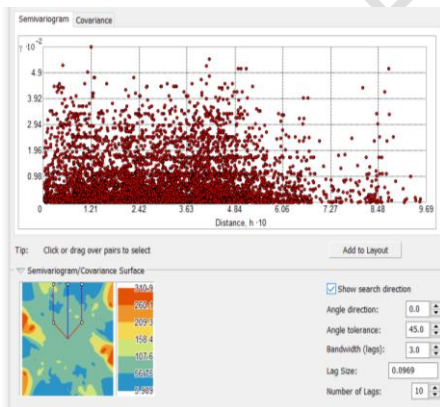 Semivariogram Covariance
γ ·10 -2
4.9
3.92
2.94
1.96
0.98
0 1.21 2.42 3.63 4.84 6.06 7.27 8.48 9.69
Distance, h ·10
Tip: Click or drag over pairs to select
Add to Layout
Semivariogram/Covariance Surface
Show search direction
Angle direction: 0.0
Angle tolerance: 45.0
Bandwidth (lags): 3.0
Lag Size: 0.0969
Number of Lags: 10